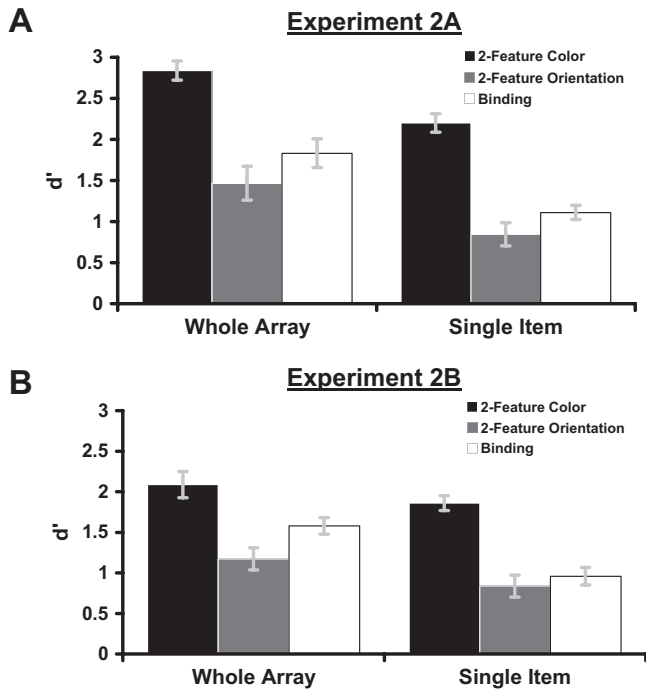 A
Experiment 2A
2-Feature Color
2-Feature Orientation
Binding
3
2.5
2
1.5
1
0.5
0
d'
Whole Array
Single Item
B
Experiment 2B
2-Feature Color
2-Feature Orientation
Binding
3
2.5
2
1.5
1
0.5
0
d'
Whole Array
Single Item